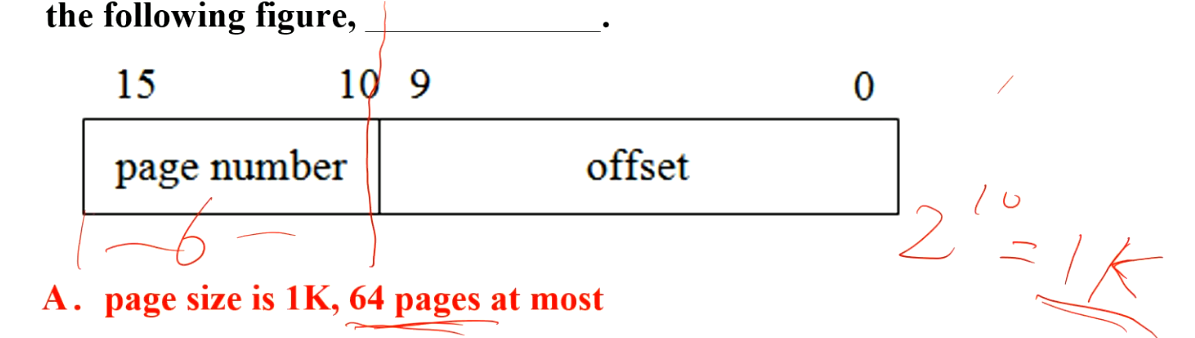 the following figure, ____________.
15 10 9 0
page number offset
6
2^10 = 1K
A. page size is 1K, 64 pages at most